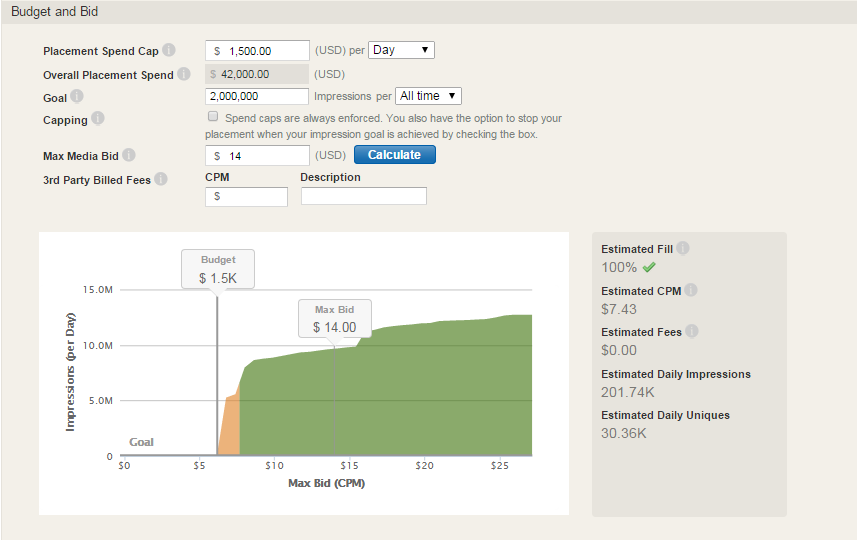 Budget and Bid
Placement Spend Cap $ 1,500.00 (USD) per Day
Overall Placement Spend $ 42,000.00 (USD)
Goal 2,000,000 Impressions per All time
Capping Spend caps are always enforced. You also have the option to stop your
placement when your impression goal is achieved by checking the box.
Max Media Bid $ 14 (USD) Calculate
3rd Party Billed Fees CPM Description
$
Budget
$ 1.5K
Max Bid
$ 14.00
Impressions (per Day)
15.0M
10.0M
5.0M
0
Goal
$0 $5 $10 $15 $20 $25
Max Bid (CPM)
Estimated Fill
100%
Estimated CPM
$7.43
Estimated Fees
$0.00
Estimated Daily Impressions
201.74K
Estimated Daily Uniques
30.36K